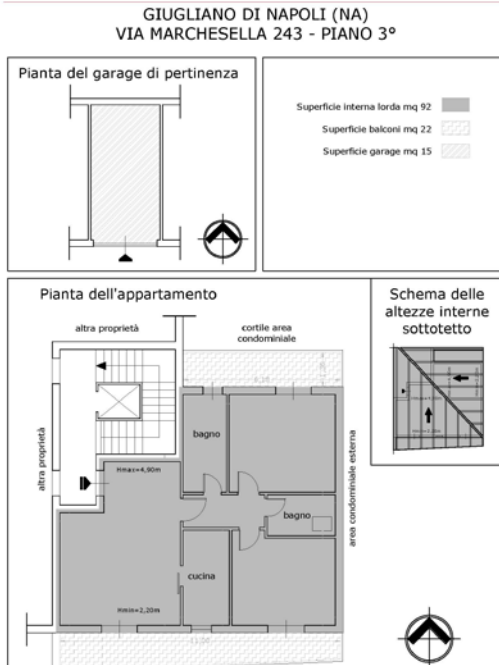 GIUGLIANO DI NAPOLI (NA)
VIA MARCHESELLA 243 - PIANO 3°
Pianta del garage di pertinenza
Superficie interna lorda mq 92
Superficie balconi mq 22
Superficie garage mq 15
Pianta dell'appartamento
Schema delle
altezze interne
sottotetto
altra proprietà
cortile area
condominiale
altra proprietà
bagno
Hmax=4,90m
bagno
area condominiale esterna
cucina
Hmin=2,20m